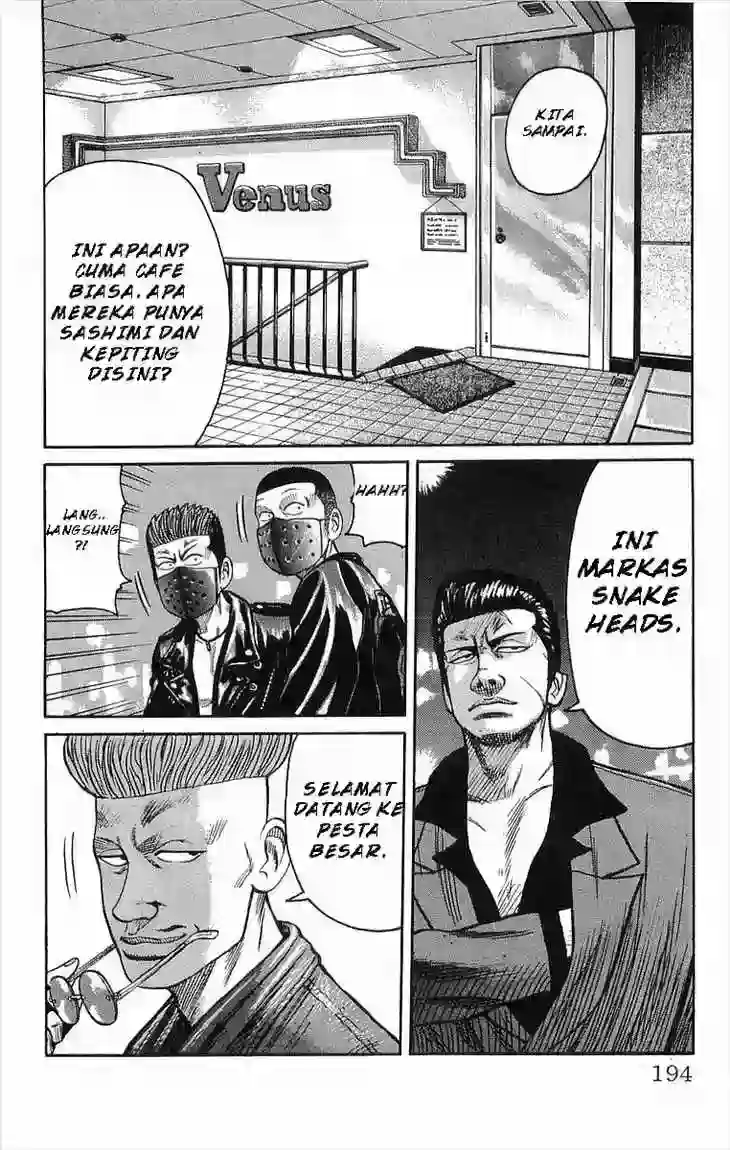 KITA
SAMPAI.
Venus
INI APAAN?
CUMA CAFE
BIASA. APA
MEREKA PUNYA
SASHIMI DAN
KEPITING
DISINI?
INI
MARKAS
SNAKE
HEADS.
HAHH?
LANG..
LANGSUNG
?!
SELAMAT
DATANG KE
PESTA
BESAR.
194